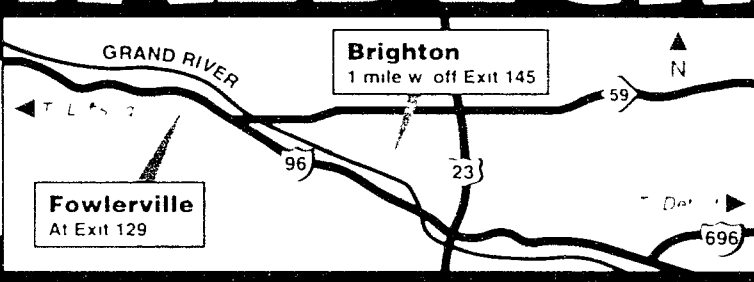 GRAND RIVER
Brighton
1 mile w off Exit 145
N
59
96
23
Fowlerville
At Exit 129
696